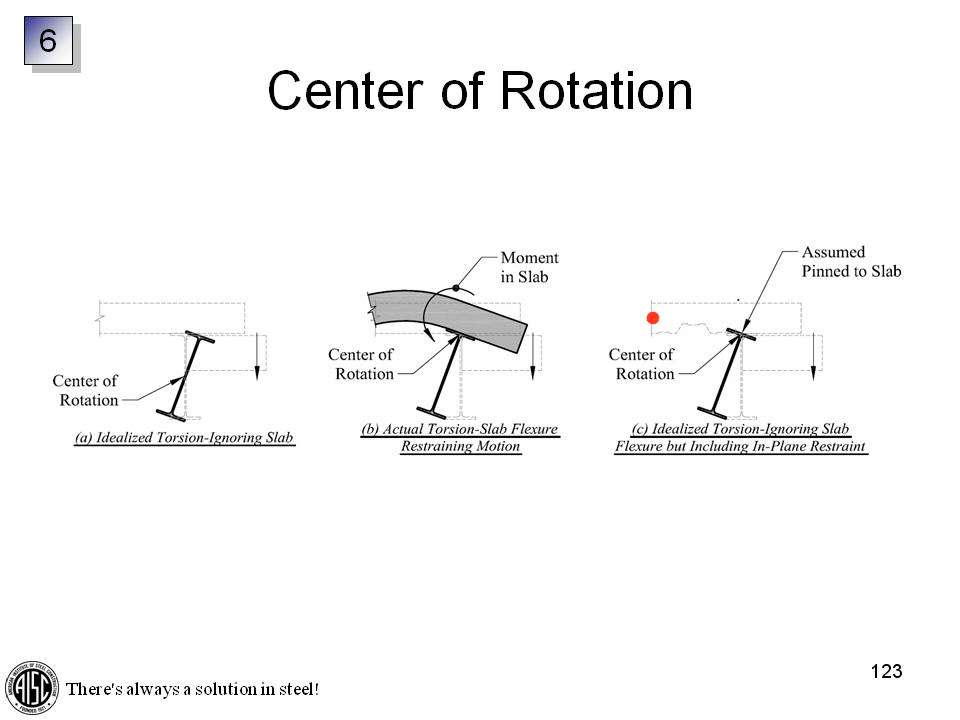 6
Center of Rotation
Center of
Rotation
(a) Idealized Torsion-Ignoring Slab
Moment
in Slab
Center of
Rotation
(b) Actual Torsion-Slab Flexure
Restraining Motion
Assumed
Pinned to Slab
Center of
Rotation
(c) Idealized Torsion-Ignoring Slab
Flexure but Including In-Plane Restraint
AISC
There's always a solution in steel!
123